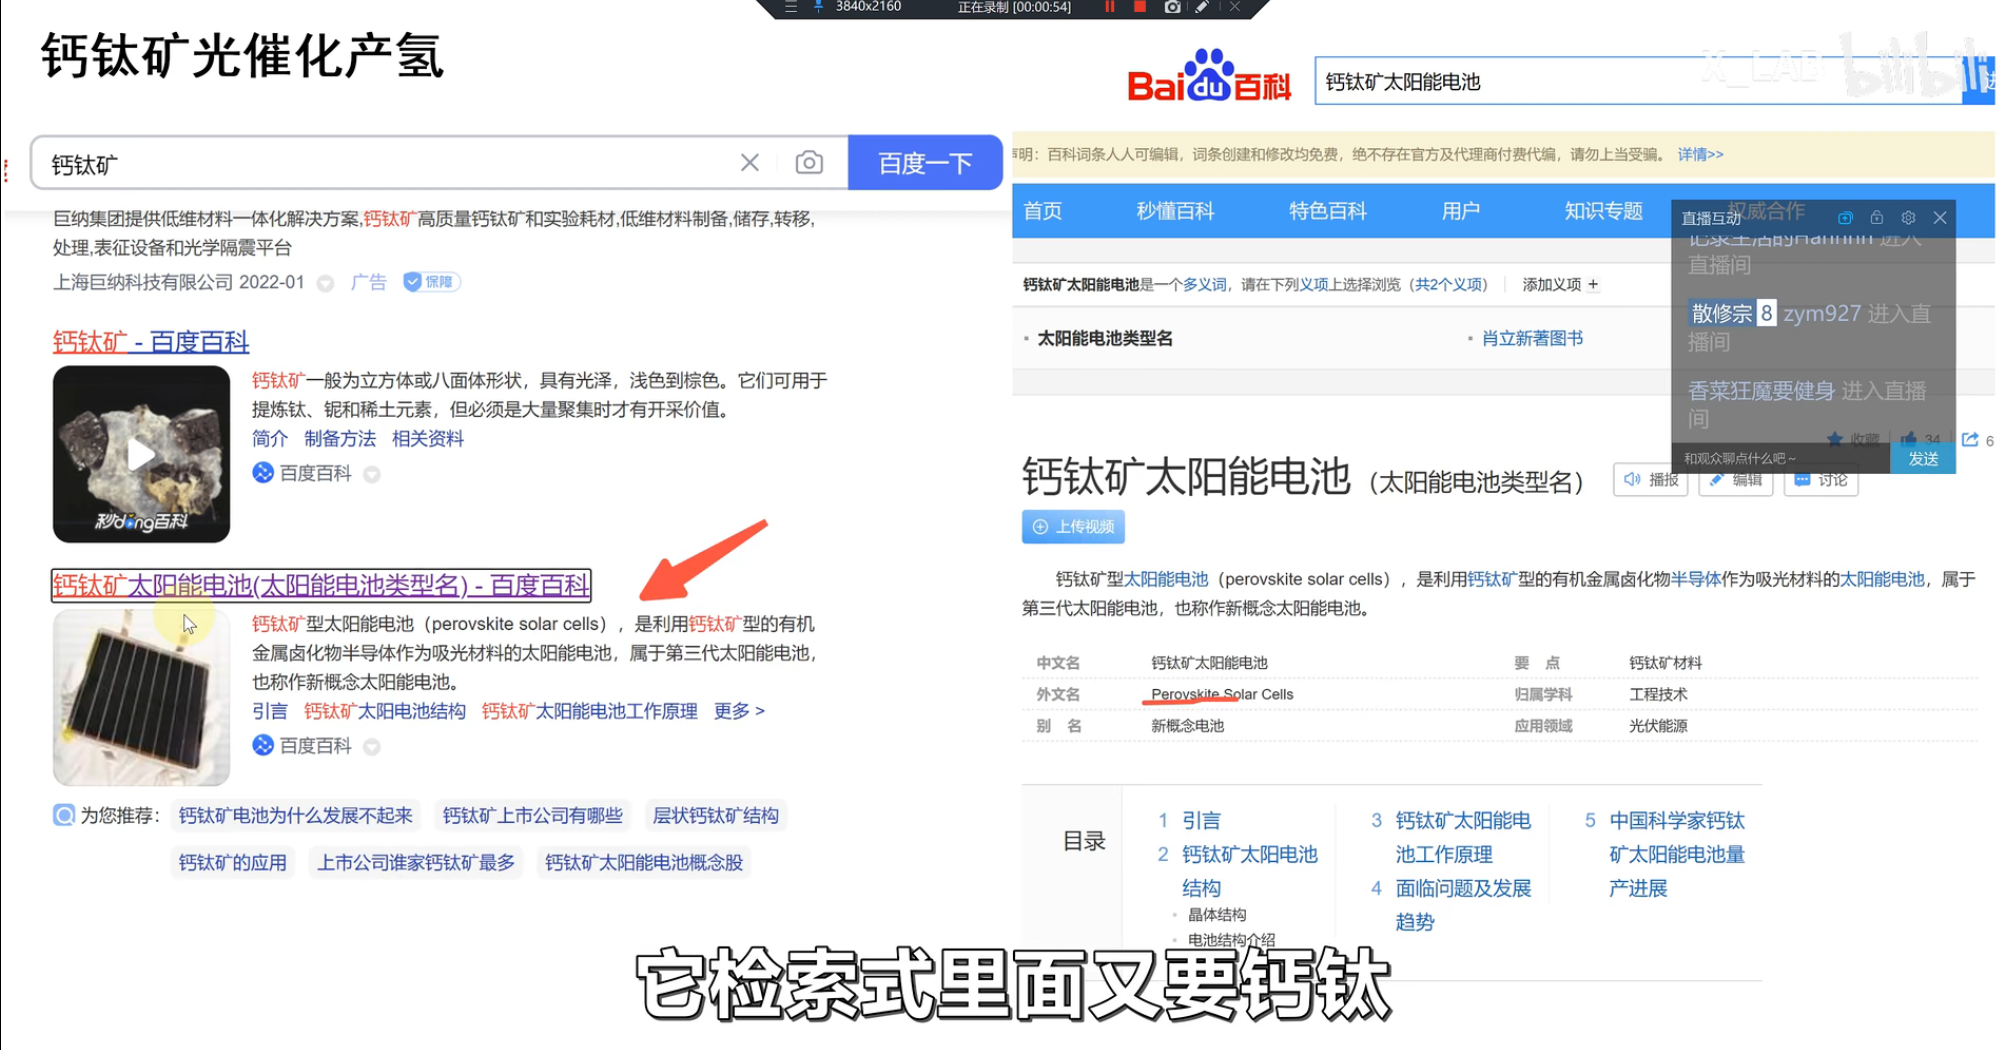 3840x2160 正在录制 [00:00:54]
钙钛矿光催化产氢
X_LAB bilibili
钙钛矿
百度一下
巨纳集团提供低维材料一体化解决方案,钙钛矿高质量钙钛矿和实验耗材,低维材料制备,储存,转移,
处理,表征设备和光学隔震平台
上海巨纳科技有限公司 2022-01 广告 保障
钙钛矿 - 百度百科
钙钛矿一般为立方体或八面体形状，具有光泽，浅色到棕色。它们可用于
提炼钛、铌和稀土元素，但必须是大量聚集时才有开采价值。
简介 制备方法 相关资料
百度百科
秒dong百科
钙钛矿太阳能电池(太阳能电池类型名) - 百度百科
钙钛矿型太阳能电池（perovskite solar cells），是利用钙钛矿型的有机
金属卤化物半导体作为吸光材料的太阳能电池，属于第三代太阳能电池，
也称作新概念太阳能电池。
引言 钙钛矿太阳电池结构 钙钛矿太阳能电池工作原理 更多 >
百度百科
为您推荐： 钙钛矿电池为什么发展不起来 钙钛矿上市公司有哪些 层状钙钛矿结构
钙钛矿的应用 上市公司谁家钙钛矿最多 钙钛矿太阳能电池概念股
Baidu百科
钙钛矿太阳能电池
声明：百科词条人人可编辑，词条创建和修改均免费，绝不存在官方及代理商付费代编，请勿上当受骗。 详情>>
首页 秒懂百科 特色百科 用户 知识专题 权威合作
钙钛矿太阳能电池是一个多义词，请在下列义项上选择浏览（共2个义项） 添加义项 +
· 太阳能电池类型名
· 肖立新著图书
直播互动
记录生活的Hahhhh 进入
直播间
散修宗 8 zym927 进入直
播间
香菜狂魔要健身 进入直播
间
收藏 34 6
和观众聊点什么吧~
发送
钙钛矿太阳能电池（太阳能电池类型名） 播报 编辑 讨论
上传视频
钙钛矿型太阳能电池（perovskite solar cells），是利用钙钛矿型的有机金属卤化物半导体作为吸光材料的太阳能电池，属于
第三代太阳能电池，也称作新概念太阳能电池。
中文名 钙钛矿太阳能电池 要 点 钙钛矿材料
外文名 Perovskite Solar Cells 归属学科 工程技术
别 名 新概念电池 应用领域 光伏能源
目录
1 引言
2 钙钛矿太阳电池
结构
· 晶体结构
· 电池结构介绍
3 钙钛矿太阳能电
池工作原理
4 面临问题及发展
趋势
5 中国科学家钙钛
矿太阳能电池量
产进展
它检索式里面又要钙钛